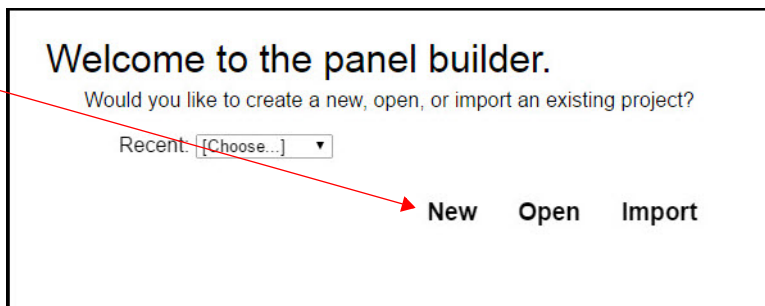 Welcome to the panel builder.
Would you like to create a new, open, or import an existing project?
Recent: [Choose...]
New Open Import